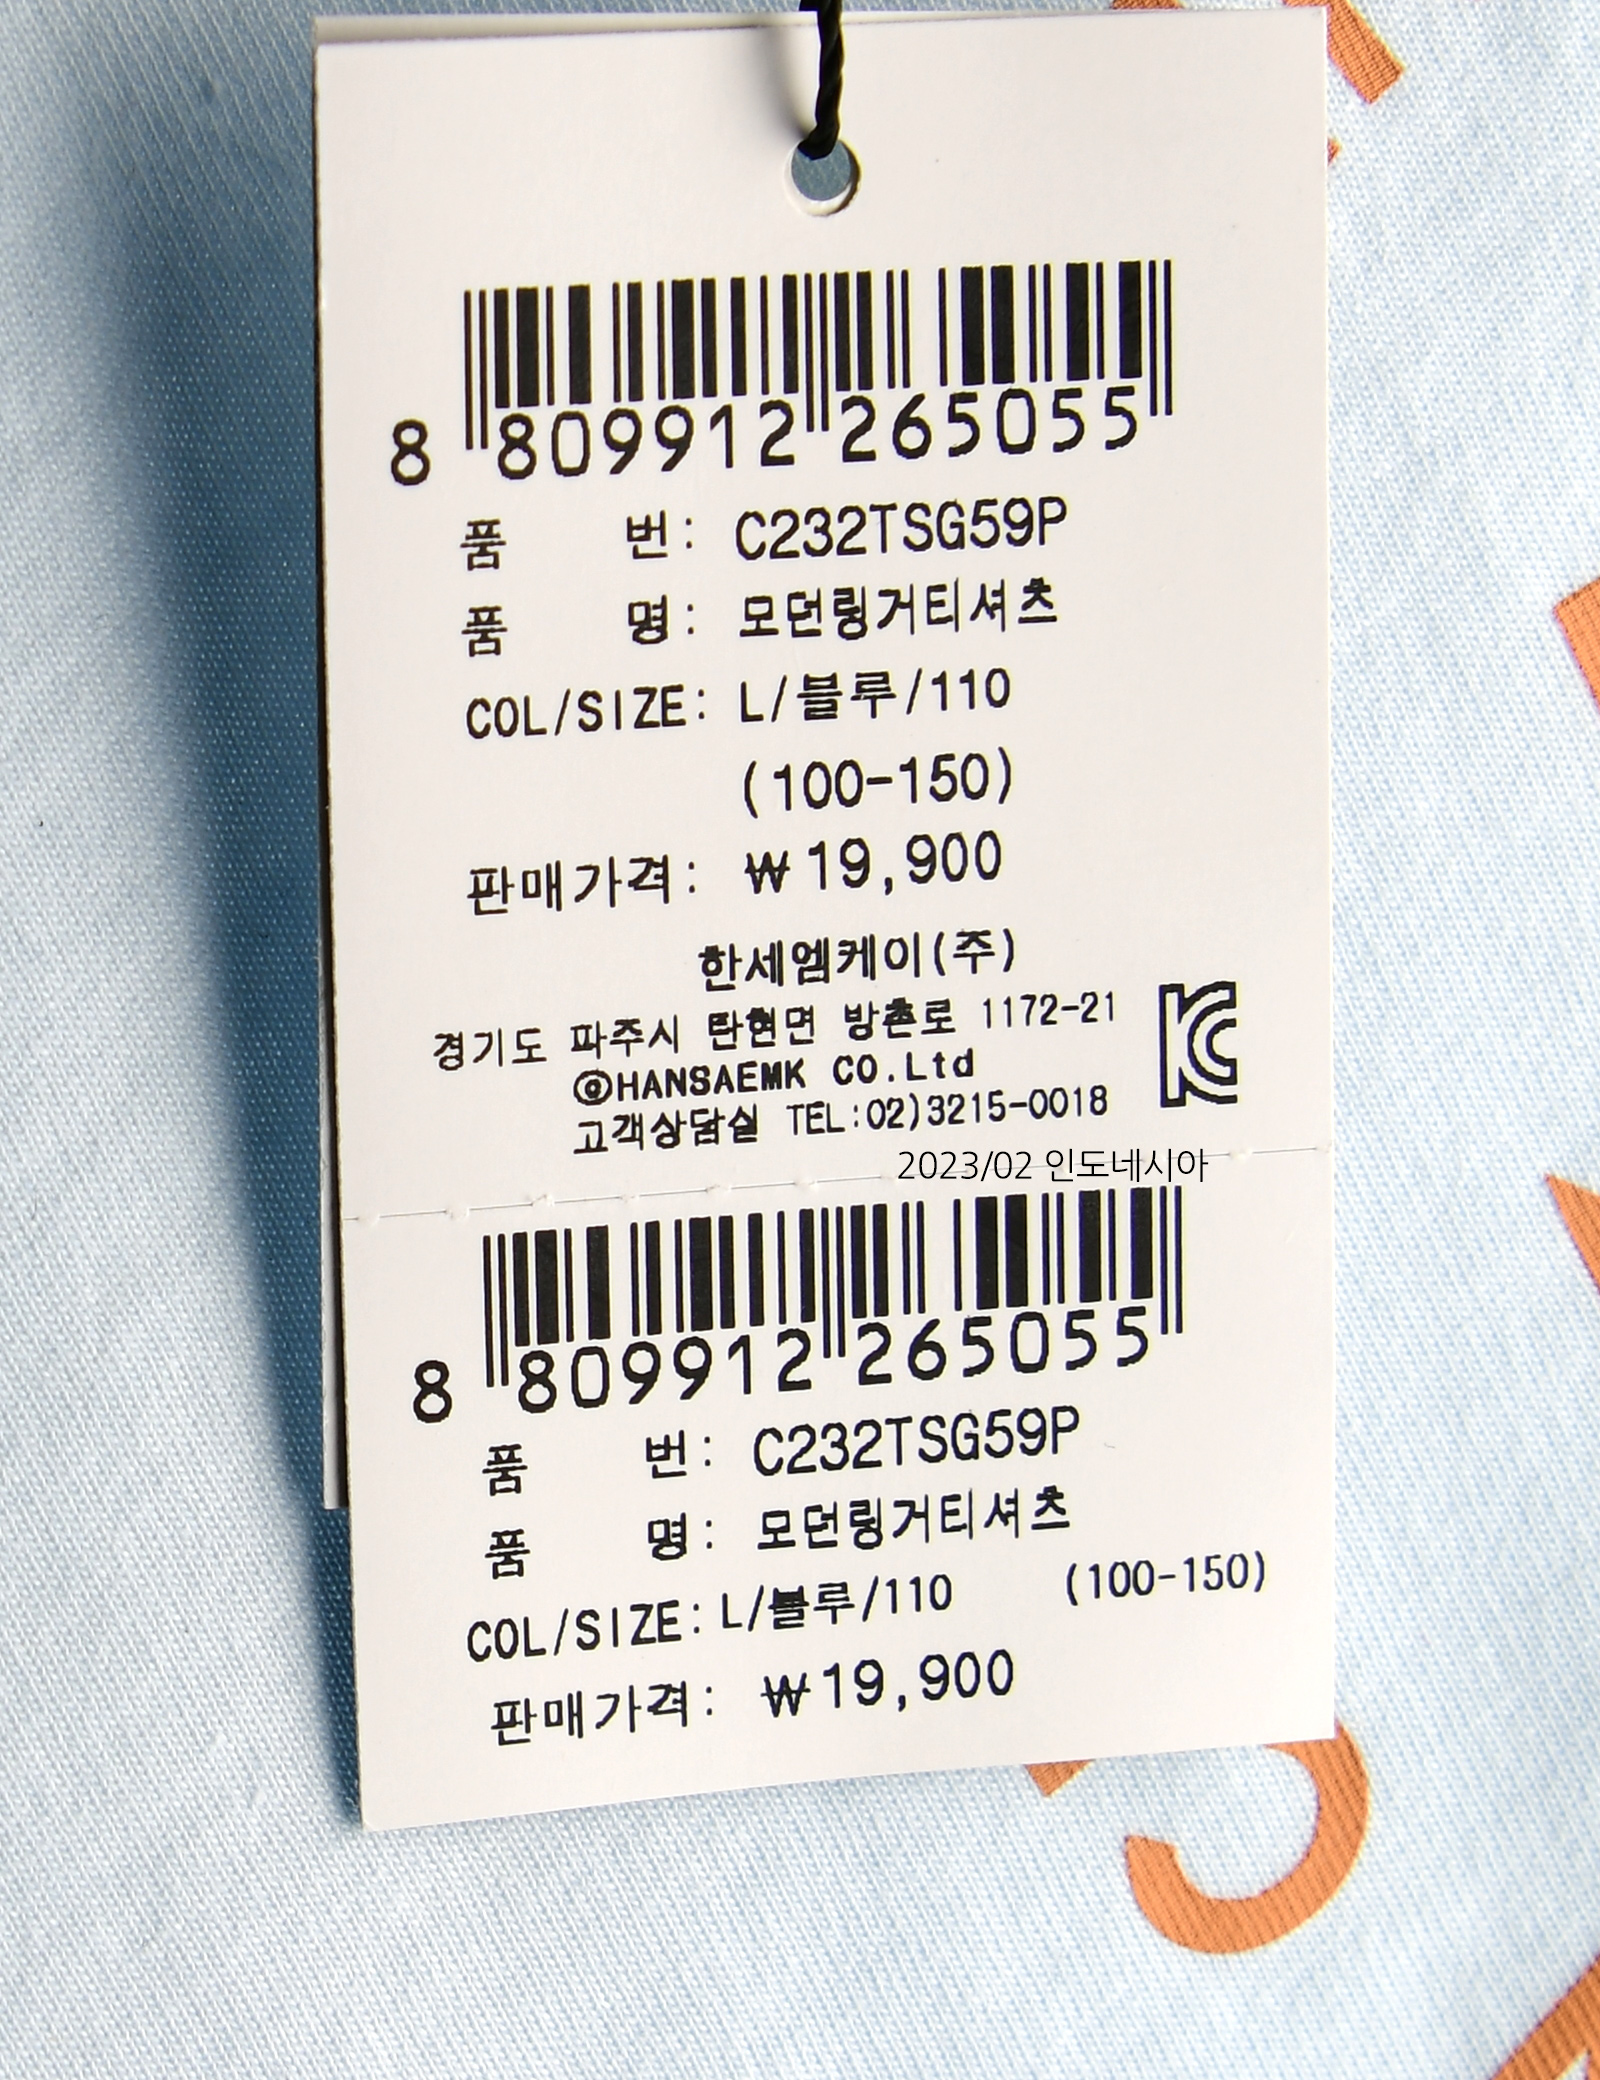 8 809912 265055
품 번: C232TSG59P
품 명: 모던링거티셔츠
COL/SIZE: L/블루/110
(100-150)
판매가격: ₩19,900
한세엠케이(주)
경기도 파주시 탄현면 방촌로 1172-21
@HANSAEMK CO.Ltd
고객상담실 TEL:02)3215-0018
KC
2023/02 인도네시아
8 809912 265055
품 번: C232TSG59P
품 명: 모던링거티셔츠
COL/SIZE: L/블루/110 (100-150)
판매가격: ₩19,900